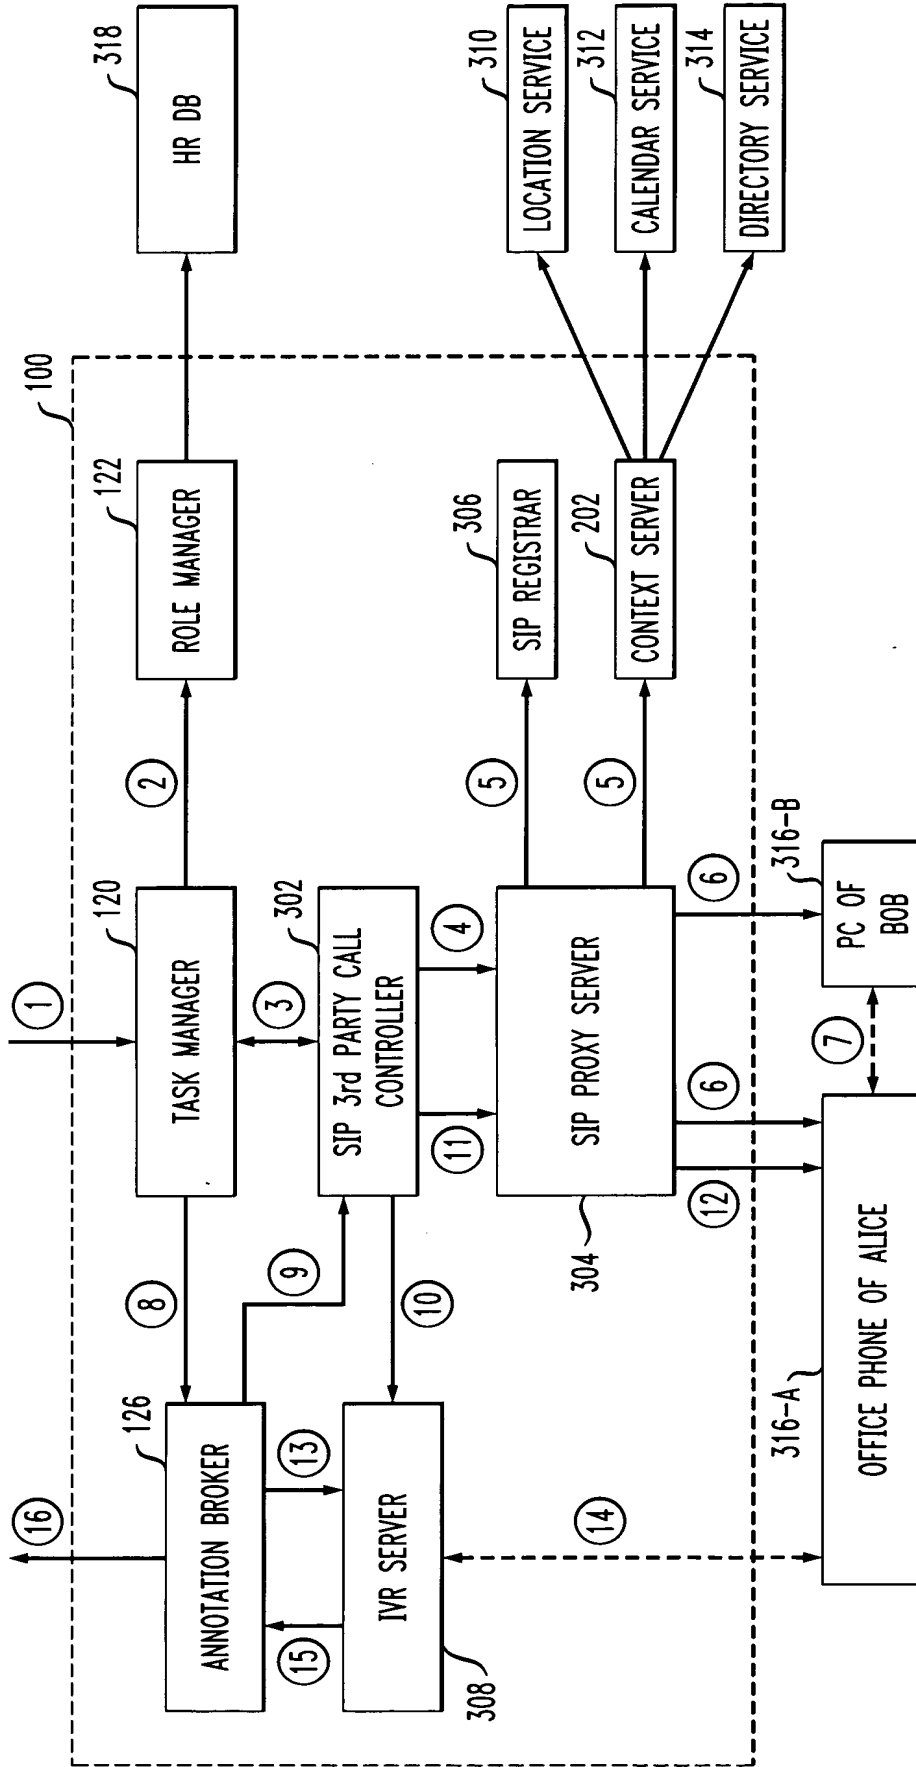 1
16
100
TASK MANAGER
120
2
ROLE MANAGER
122
HR DB
318
8
ANNOTATION BROKER
126
3
9
SIP 3rd PARTY CALL
CONTROLLER
302
13
15
IVR SERVER
308
10
11
4
SIP PROXY SERVER
304
5
SIP REGISTRAR
306
5
CONTEXT SERVER
202
LOCATION SERVICE
310
CALENDAR SERVICE
312
DIRECTORY SERVICE
314
14
12
6
6
OFFICE PHONE OF ALICE
316-A
7
PC OF
BOB
316-B